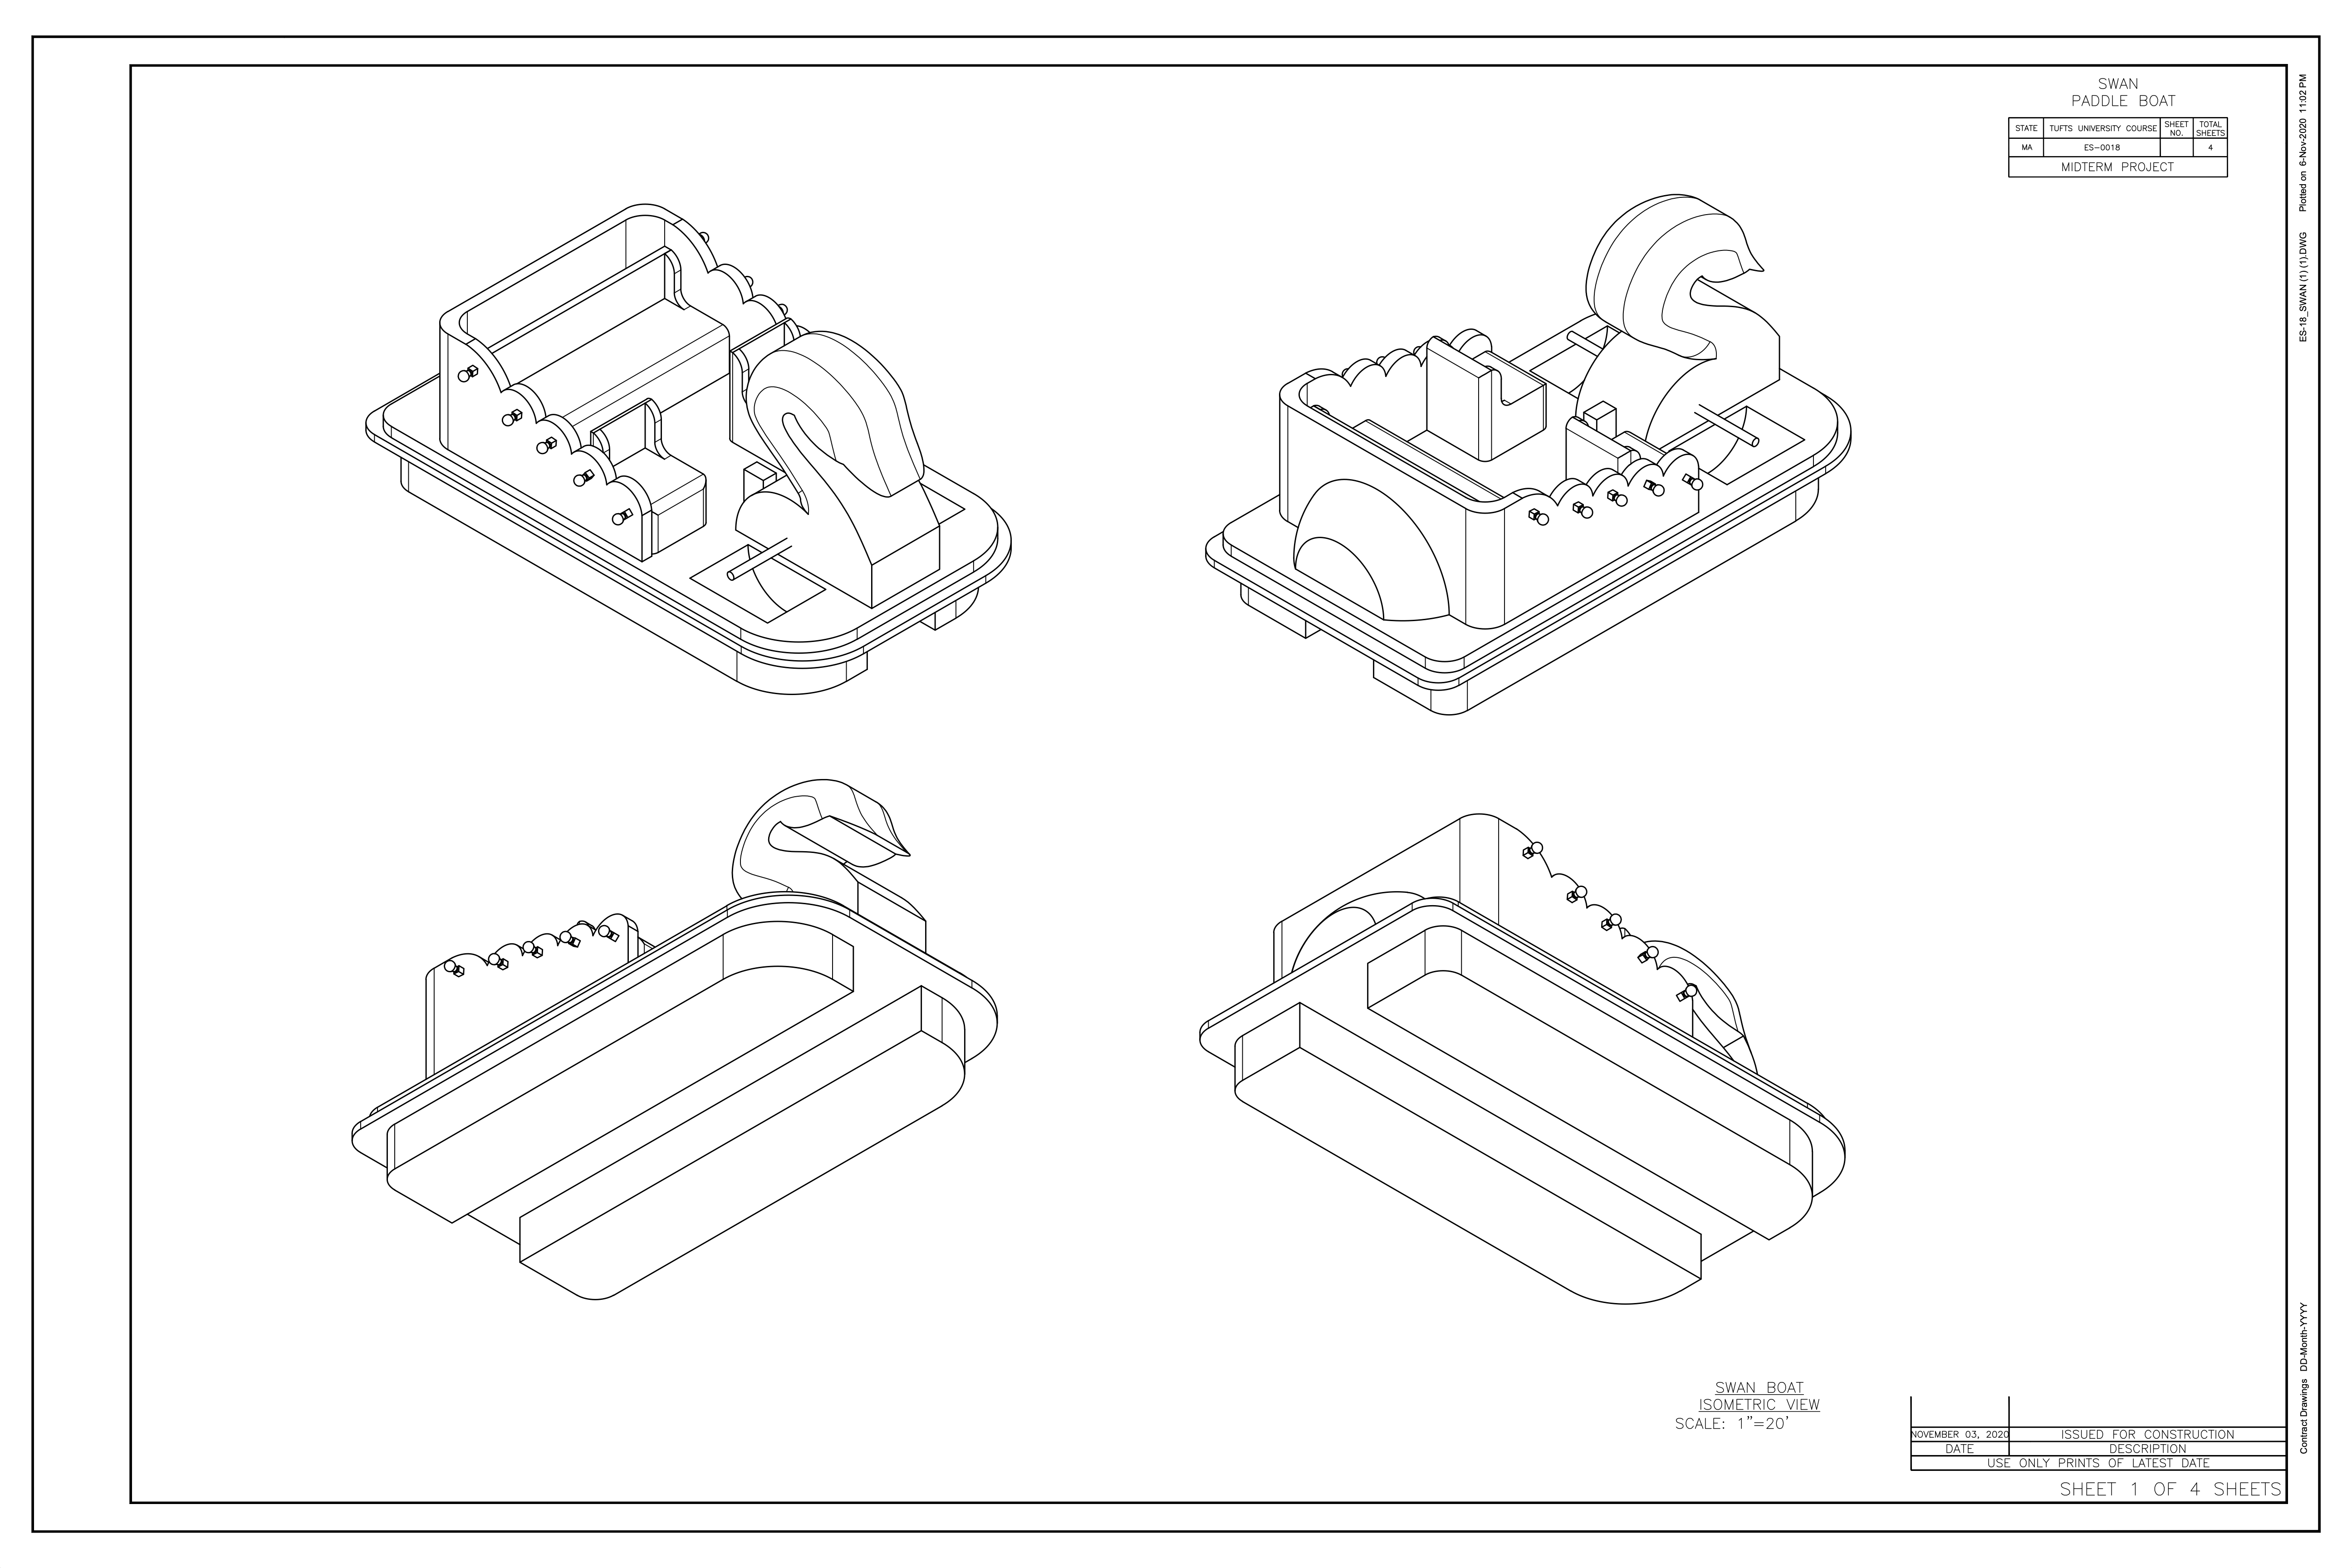 SWAN
PADDLE BOAT
STATE TUFTS UNIVERSITY COURSE SHEET NO. TOTAL SHEETS
MA ES-0018 4
MIDTERM PROJECT
ES-18_SWAN (1) (1).DWG Plotted on 6-Nov-2020 11:02 PM
Contract Drawings DD-Month-YYYY
SWAN BOAT
ISOMETRIC VIEW
SCALE: 1"=20'
NOVEMBER 03, 2020 ISSUED FOR CONSTRUCTION
DATE DESCRIPTION
USE ONLY PRINTS OF LATEST DATE
SHEET 1 OF 4 SHEETS